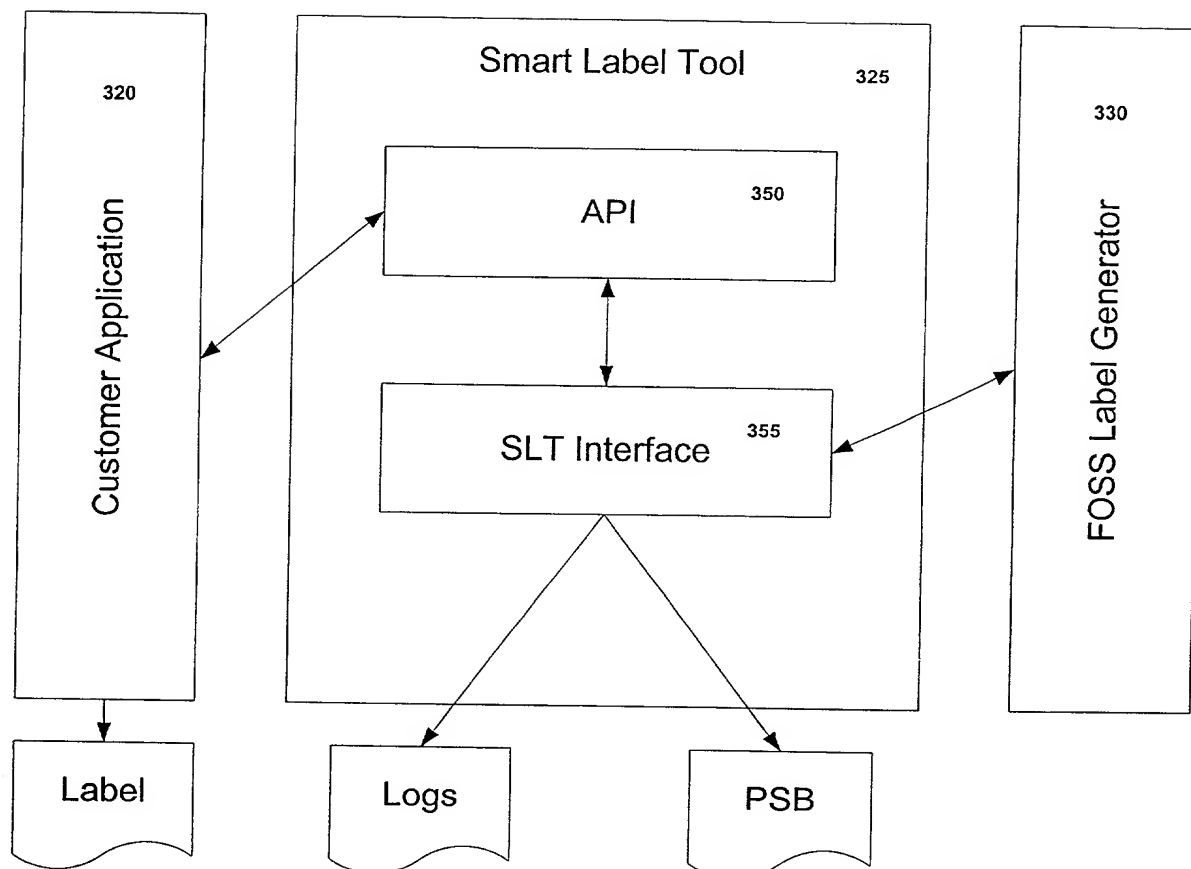 320
Customer Application
Smart Label Tool
325
API
350
SLT Interface
355
330
FOSS Label Generator
Label
Logs
PSB